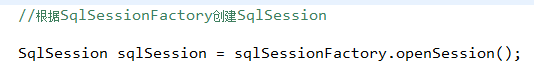 //根据SqlSessionFactory创建SqlSession
SqlSession sqlSession = sqlSessionFactory.openSession();